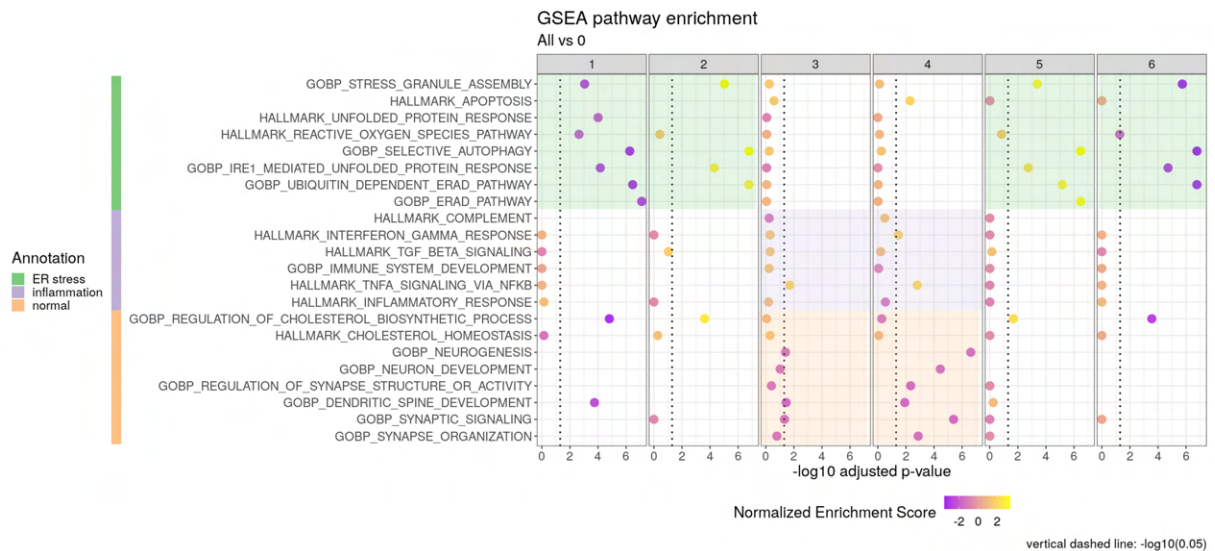 GSEA pathway enrichment
All vs 0
1 2 3 4 5 6
GOBP_STRESS_GRANULE_ASSEMBLY
HALLMARK_APOPTOSIS
HALLMARK_UNFOLDED_PROTEIN_RESPONSE
HALLMARK_REACTIVE_OXYGEN_SPECIES_PATHWAY
GOBP_SELECTIVE_AUTOPHAGY
GOBP_IRE1_MEDIATED_UNFOLDED_PROTEIN_RESPONSE
GOBP_UBIQUITIN_DEPENDENT_ERAD_PATHWAY
GOBP_ERAD_PATHWAY
HALLMARK_COMPLEMENT
HALLMARK_INTERFERON_GAMMA_RESPONSE
HALLMARK_TGF_BETA_SIGNALING
GOBP_IMMUNE_SYSTEM_DEVELOPMENT
HALLMARK_TNFA_SIGNALING_VIA_NFKB
HALLMARK_INFLAMMATORY_RESPONSE
GOBP_REGULATION_OF_CHOLESTEROL_BIOSYNTHETIC_PROCESS
HALLMARK_CHOLESTEROL_HOMEOSTASIS
GOBP_NEUROGENESIS
GOBP_NEURON_DEVELOPMENT
GOBP_REGULATION_OF_SYNAPSE_STRUCTURE_OR_ACTIVITY
GOBP_DENDRITIC_SPINE_DEVELOPMENT
GOBP_SYNAPTIC_SIGNALING
GOBP_SYNAPSE_ORGANIZATION
Annotation
ER stress
inflammation
normal
0 2 4 6 0 2 4 6 0 2 4 6 0 2 4 6 0 2 4 6 0 2 4 6
-log10 adjusted p-value
Normalized Enrichment Score
-2 0 2
vertical dashed line: -log10(0.05)